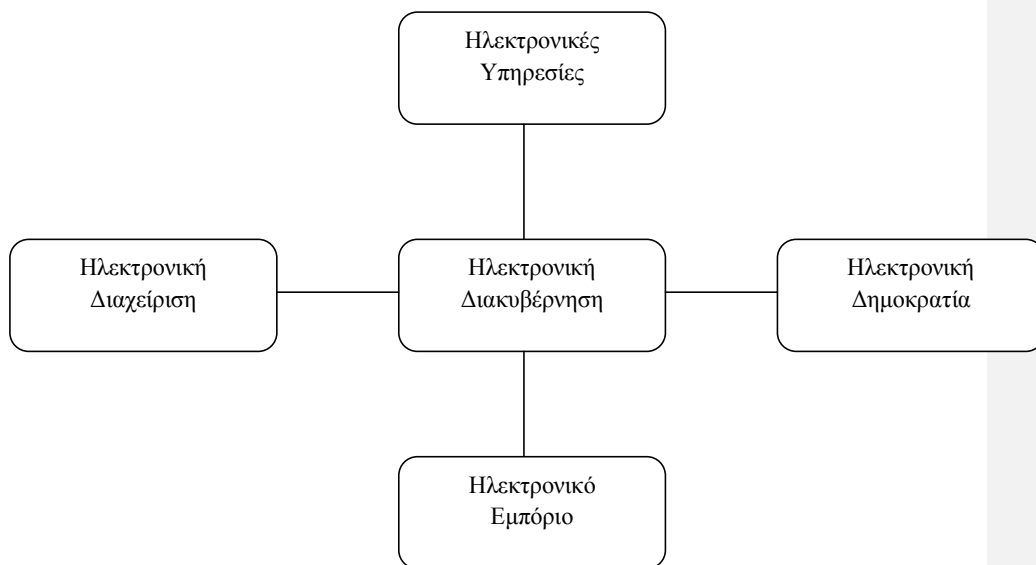 Ηλεκτρονικές
Υπηρεσίες
Ηλεκτρονική
Διαχείριση
Ηλεκτρονική
Διακυβέρνηση
Ηλεκτρονική
Δημοκρατία
Ηλεκτρονικό
Εμπόριο